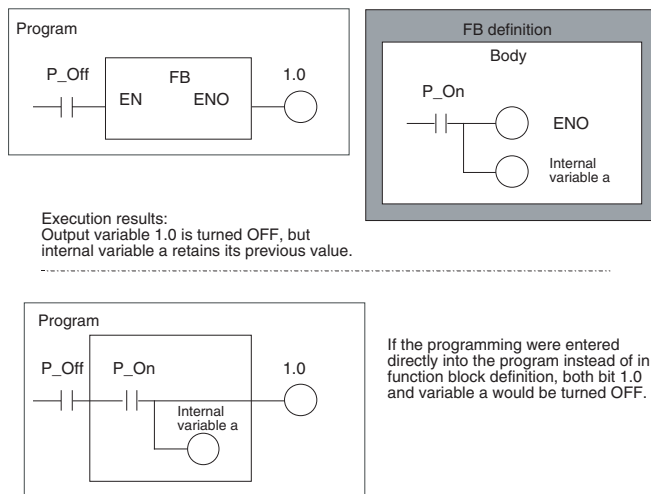 Program
P_Off
FB
1.0
EN
ENO
FB definition
Body
P_On
ENO
Internal
variable a
Execution results:
Output variable 1.0 is turned OFF, but
internal variable a retains its previous value.
Program
P_Off
P_On
1.0
Internal
variable a
If the programming were entered
directly into the program instead of in
function block definition, both bit 1.0
and variable a would be turned OFF.